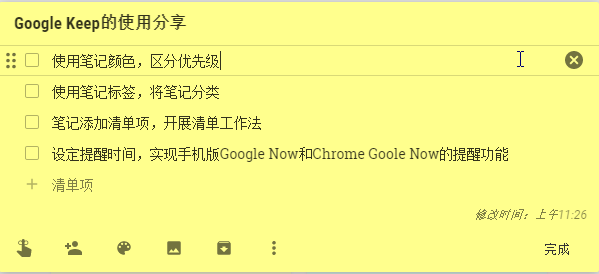 Google Keep的使用分享
使用笔记颜色，区分优先级
使用笔记标签，将笔记分类
笔记添加清单项，开展清单工作法
设定提醒时间，实现手机版Google Now和Chrome Goole Now的提醒功能
清单项
修改时间：上午11:26
完成